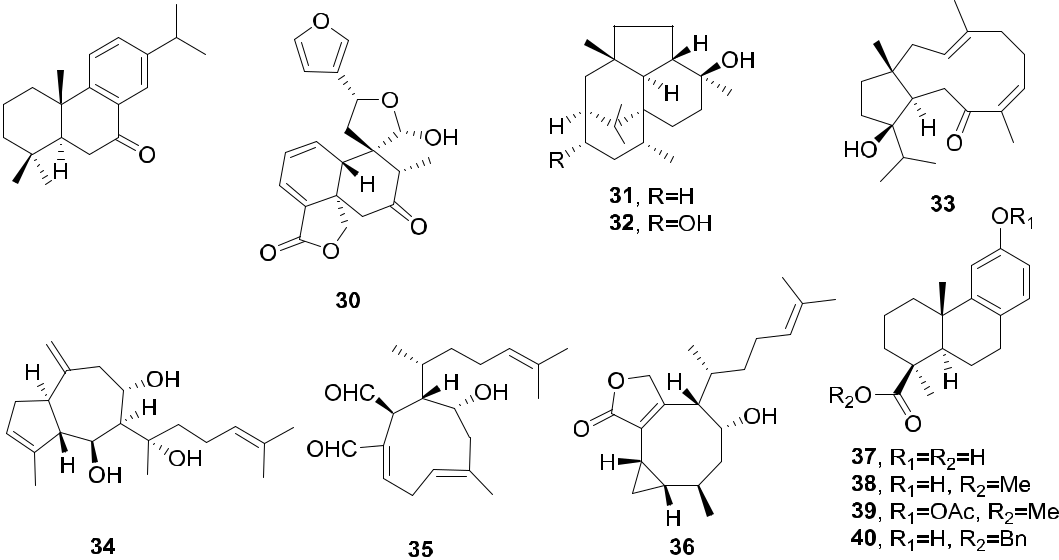 O
O
O
OH
H
O
O
O
30
H
H
OH
H
R
31, R=H
32, R=OH
H
HO
O
33
H
OH
H
H
OH
OH
H
34
OHC
OHC
H
OH
35
O
O
H
OH
H
H
36
OR1
R2O
O
H
37, R1=R2=H
38, R1=H, R2=Me
39, R1=OAc, R2=Me
40, R1=H, R2=Bn
H